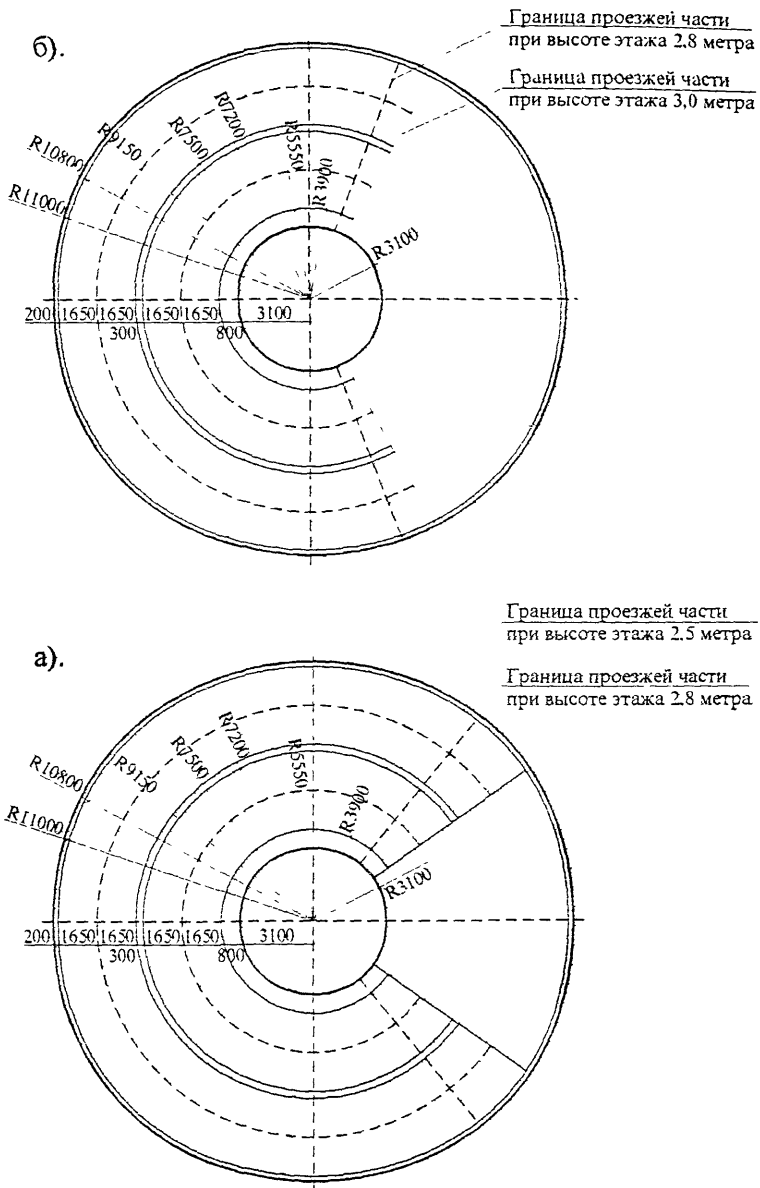 б).
Граница проезжей части
при высоте этажа 2.8 метра
Граница проезжей части
при высоте этажа 3,0 метра
R11000
R10800
R9150
R7500
R7200
R5550
R3900
R3100
200 1650 1650 1650 1650 3100
300 800
а).
Граница проезжей части
при высоте этажа 2.5 метра
Граница проезжей части
при высоте этажа 2.8 метра
R11000
R10800
R9150
R7500
R7200
R5550
R3900
R3100
200 1650 1650 1650 1650 3100
300 800